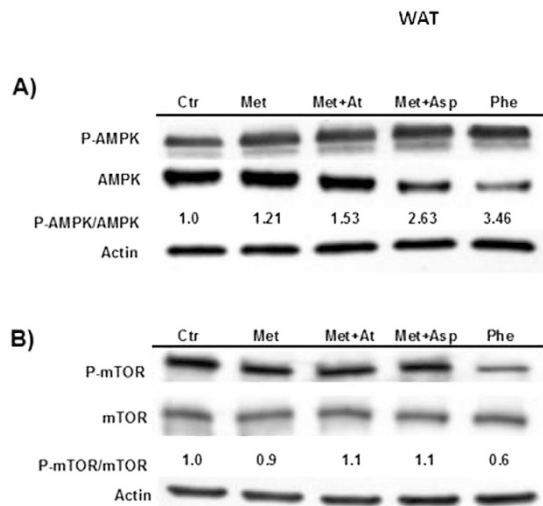 WAT
A)
Ctr Met Met+At Met+Asp Phe
P-AMPK
AMPK
P-AMPK/AMPK 1.0 1.21 1.53 2.63 3.46
Actin
B)
Ctr Met Met+At Met+Asp Phe
P-mTOR
mTOR
P-mTOR/mTOR 1.0 0.9 1.1 1.1 0.6
Actin